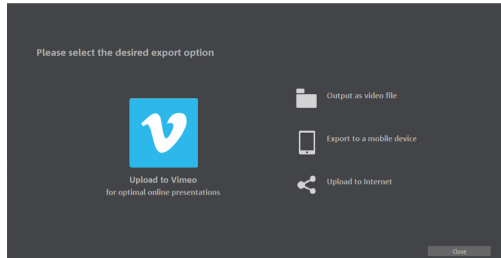 Please select the desired export option
Output as video file
Export to a mobile device
Upload to Vimeo
for optimal online presentations
Upload to Internet
Close